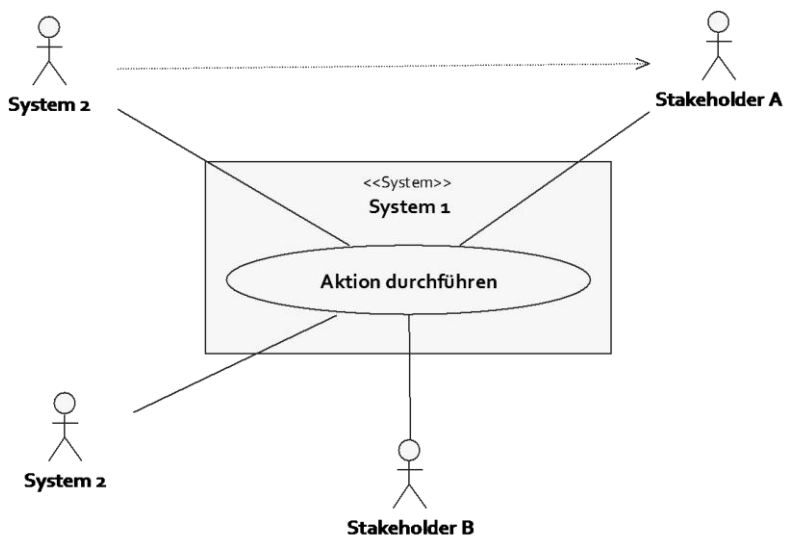 System 2
Stakeholder A
<<System>>
System 1
Aktion durchführen
System 2
Stakeholder B